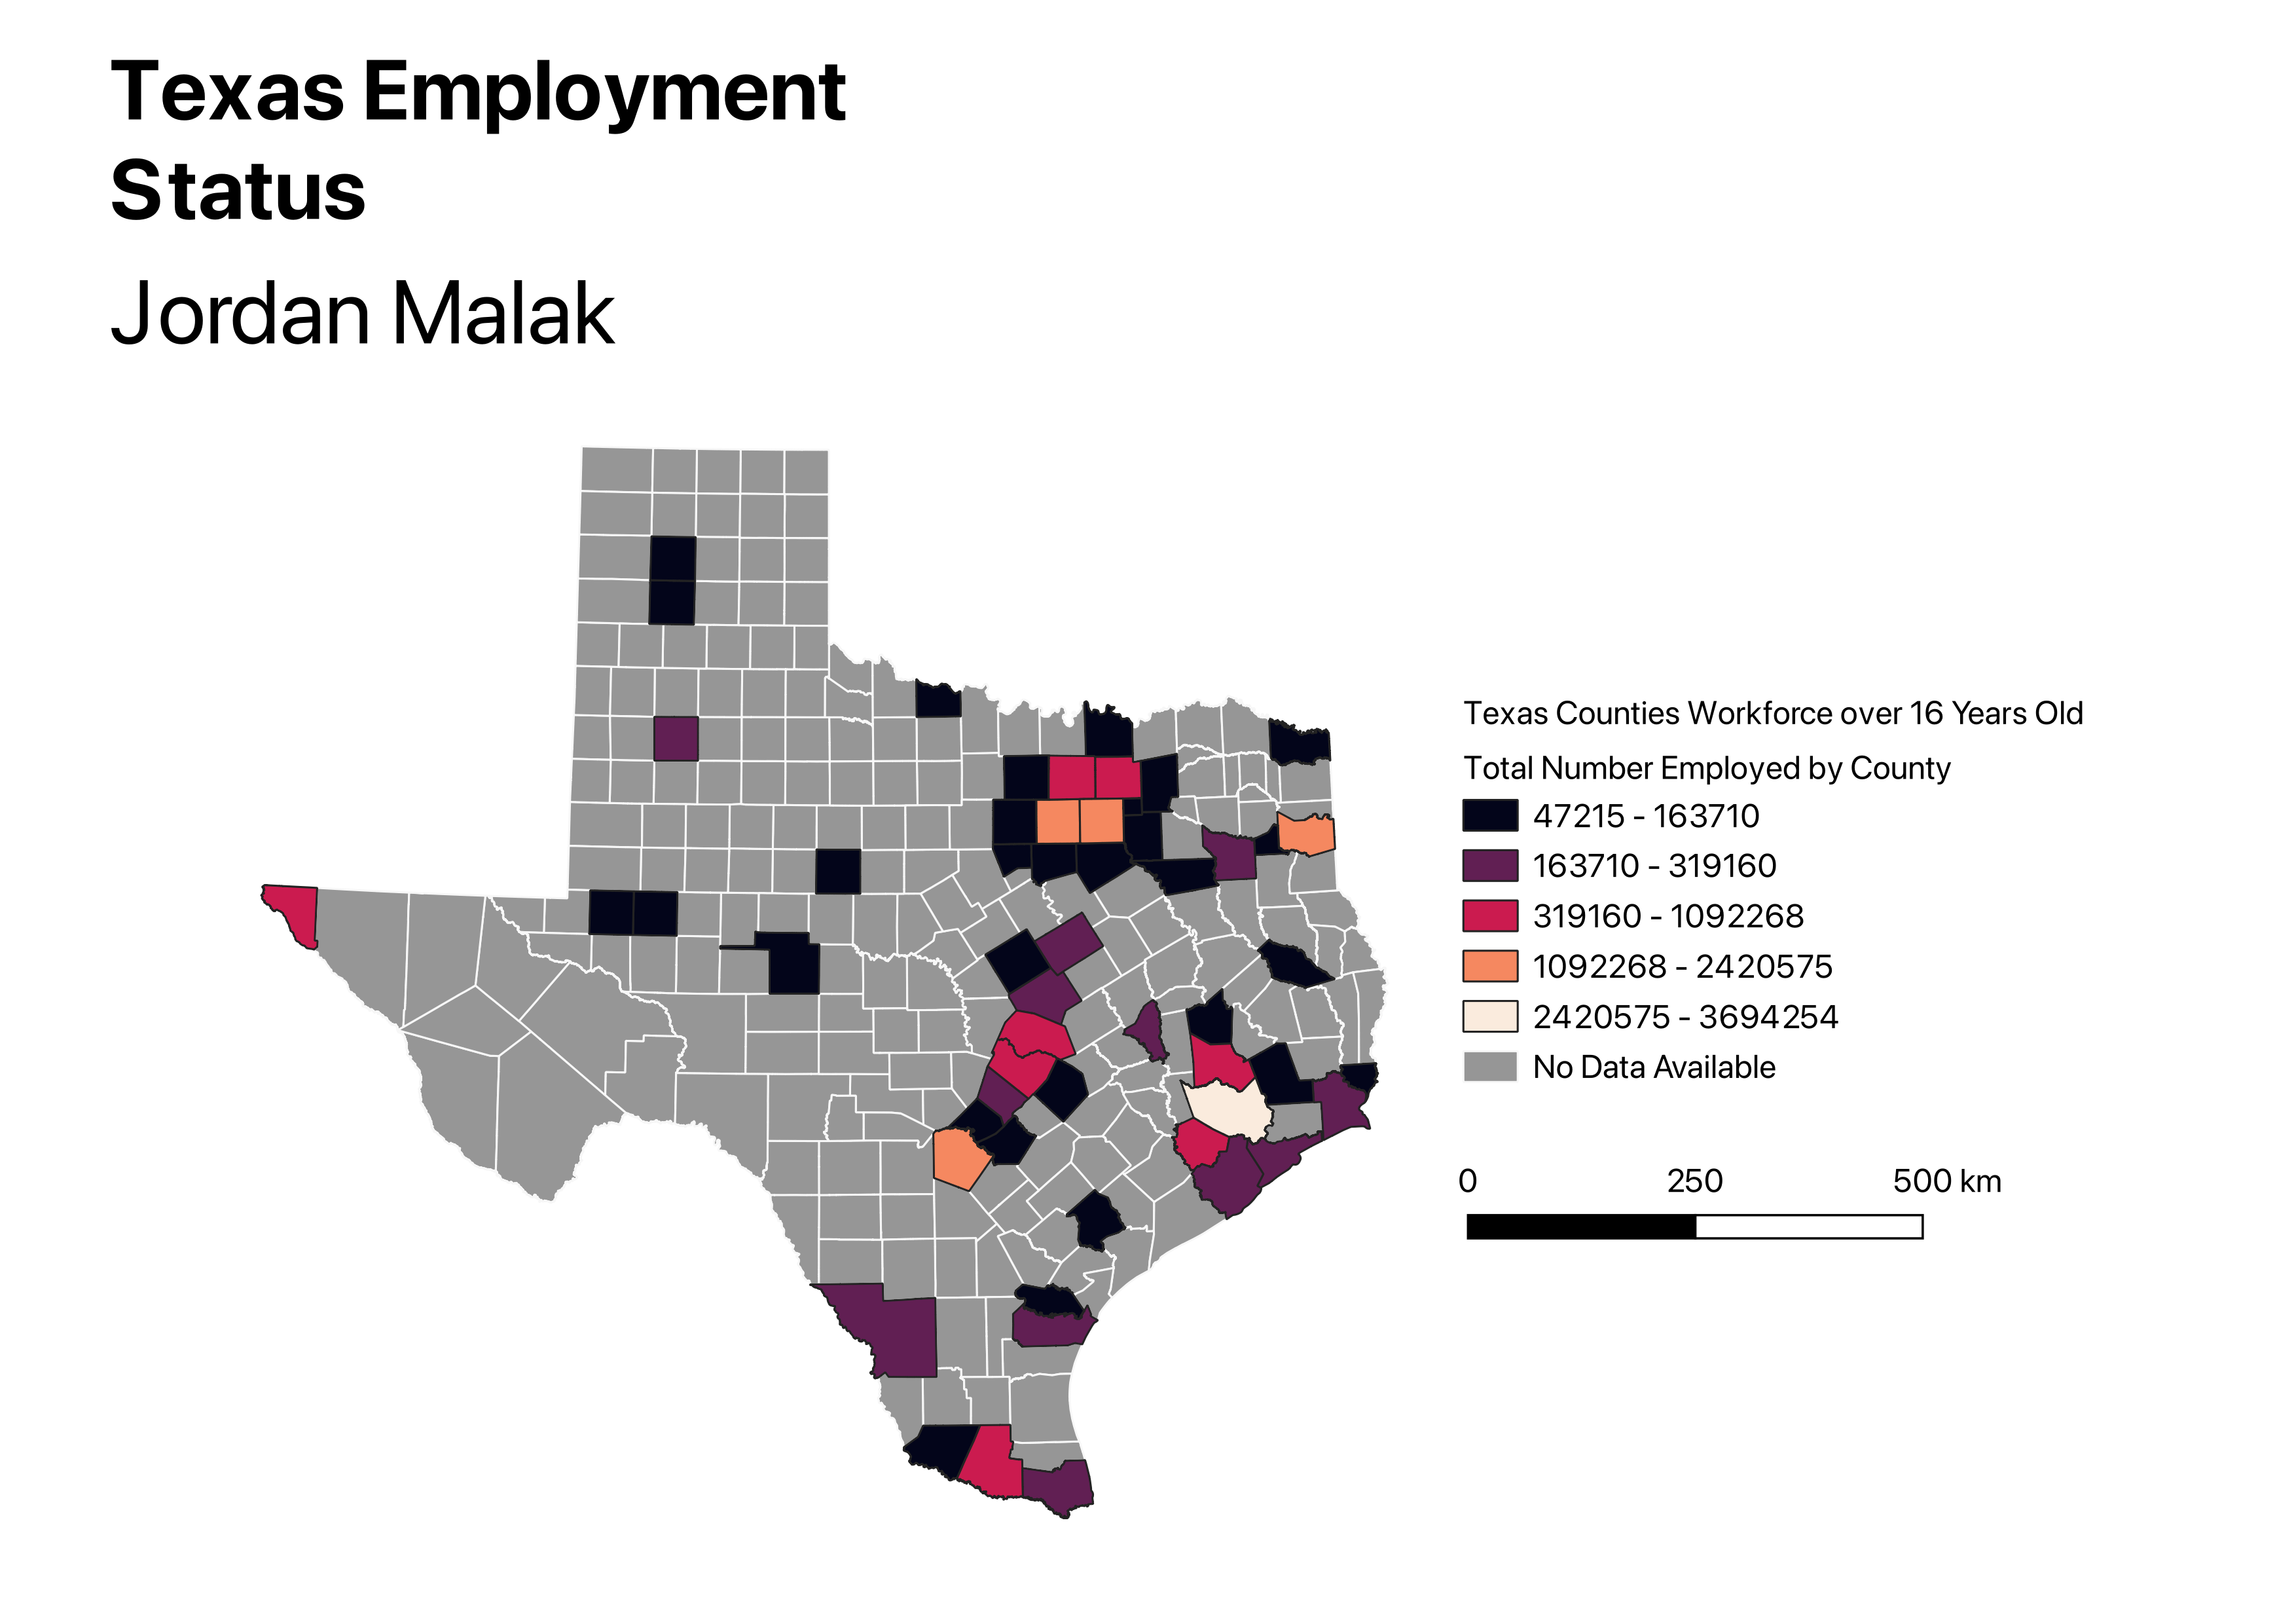 Texas Employment
Status
Jordan Malak
Texas Counties Workforce over 16 Years Old
Total Number Employed by County
47215 - 163710
163710 - 319160
319160 - 1092268
1092268 - 2420575
2420575 - 3694254
No Data Available
0 250 500 km